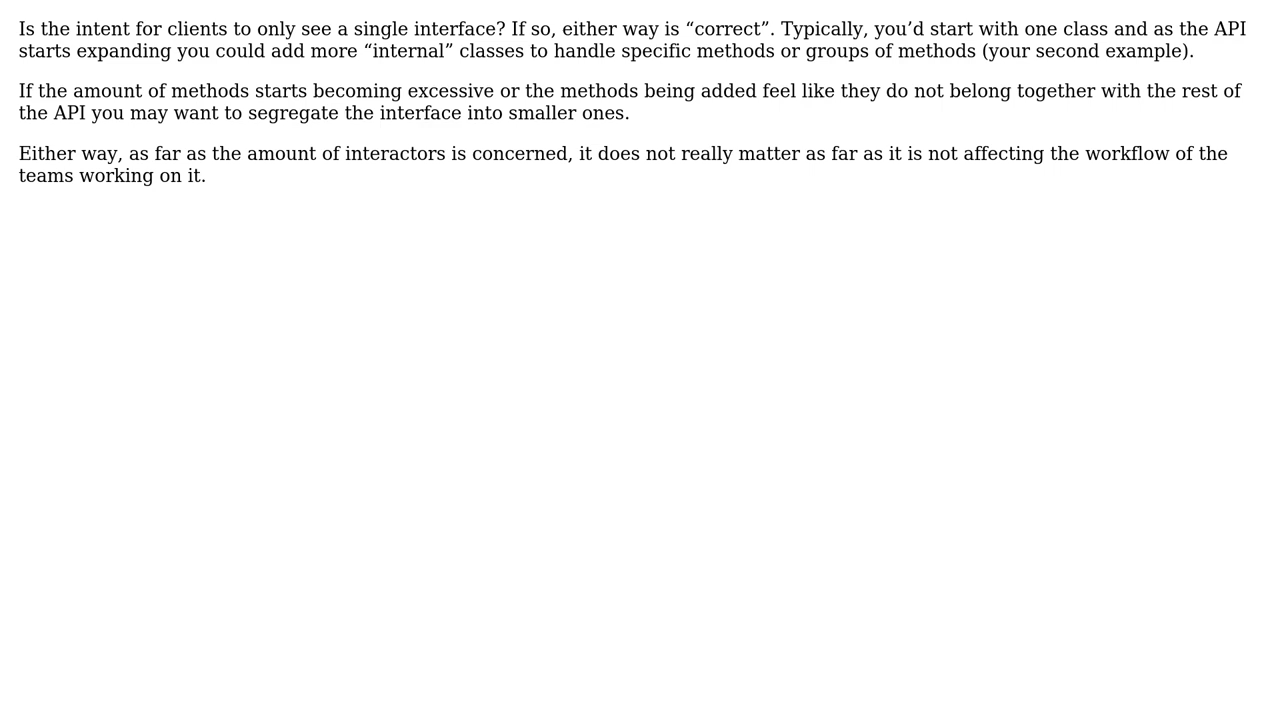 Is the intent for clients to only see a single interface? If so, either way is “correct”. Typically, you’d start with one class and as the API
starts expanding you could add more “internal” classes to handle specific methods or groups of methods (your second example).
If the amount of methods starts becoming excessive or the methods being added feel like they do not belong together with the rest of
the API you may want to segregate the interface into smaller ones.
Either way, as far as the amount of interactors is concerned, it does not really matter as far as it is not affecting the workflow of the
teams working on it.